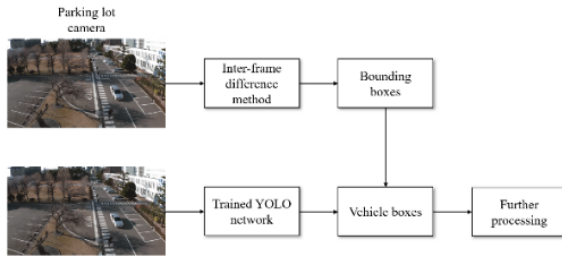 Parking lot
camera
Inter-frame
difference
method
Bounding
boxes
Trained YOLO
network
Vehicle boxes
Further
processing